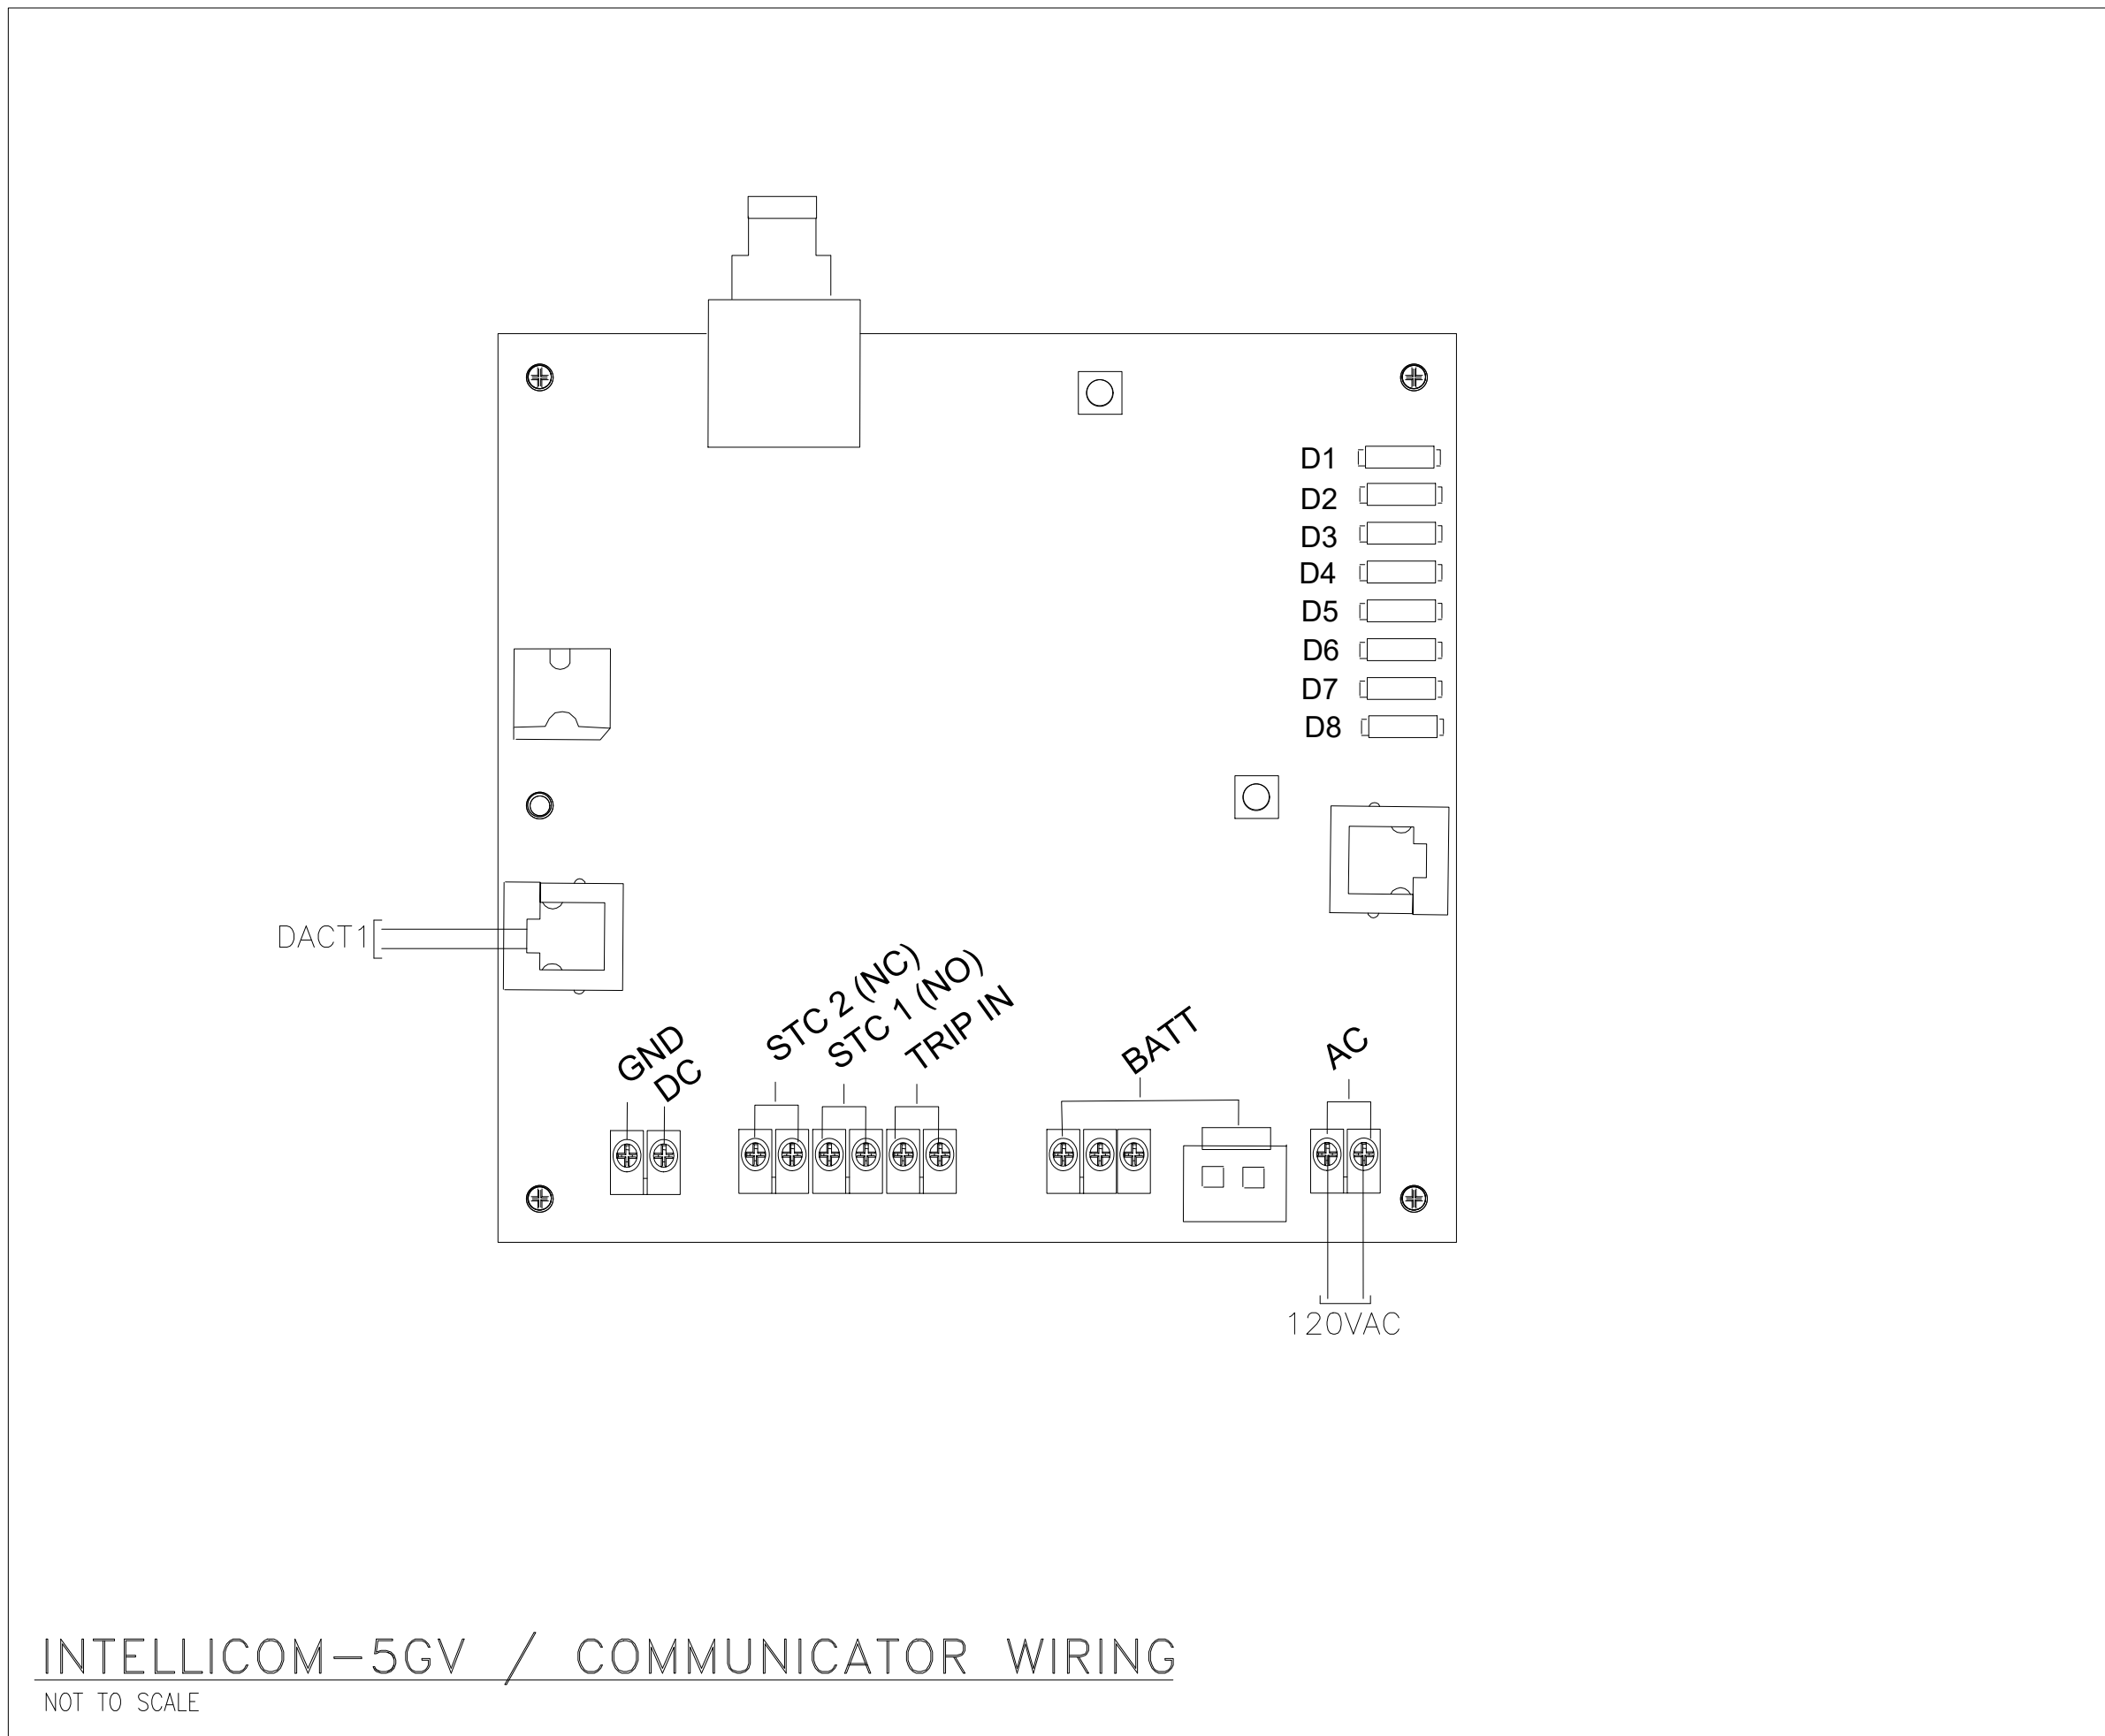 D1
D2
D3
D4
D5
D6
D7
D8
DACT1
GND
DC
STC 2 (NC)
STC 1 (NO)
TRIP IN
BATT
AC
120VAC
INTELLICOM-5GV / COMMUNICATOR WIRING
NOT TO SCALE